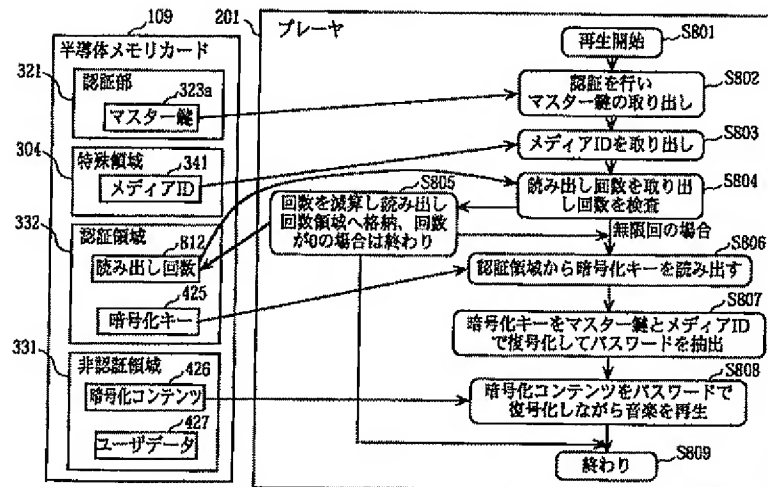 109
半導体メモリカード
321
認証部
323a
マスター鍵
304
特殊領域
341
メディアID
332
認証領域
812
読み出し回数
425
暗号化キー
331
非認証領域
426
暗号化コンテンツ
427
ユーザデータ
201
プレーヤ
再生開始
S801
認証を行い
マスター鍵の取り出し
S802
メディアIDを取り出し
S803
読み出し回数を取り出
し回数を検査
S804
S805
回数を減算し読み出し
回数領域へ格納、回数
が0の場合は終わり
無限回の場合
S806
認証領域から暗号化キーを読み出す
S807
暗号化キーをマスター鍵とメディアID
で復号化してパスワードを抽出
S808
暗号化コンテンツをパスワードで
復号化しながら音楽を再生
S809
終わり